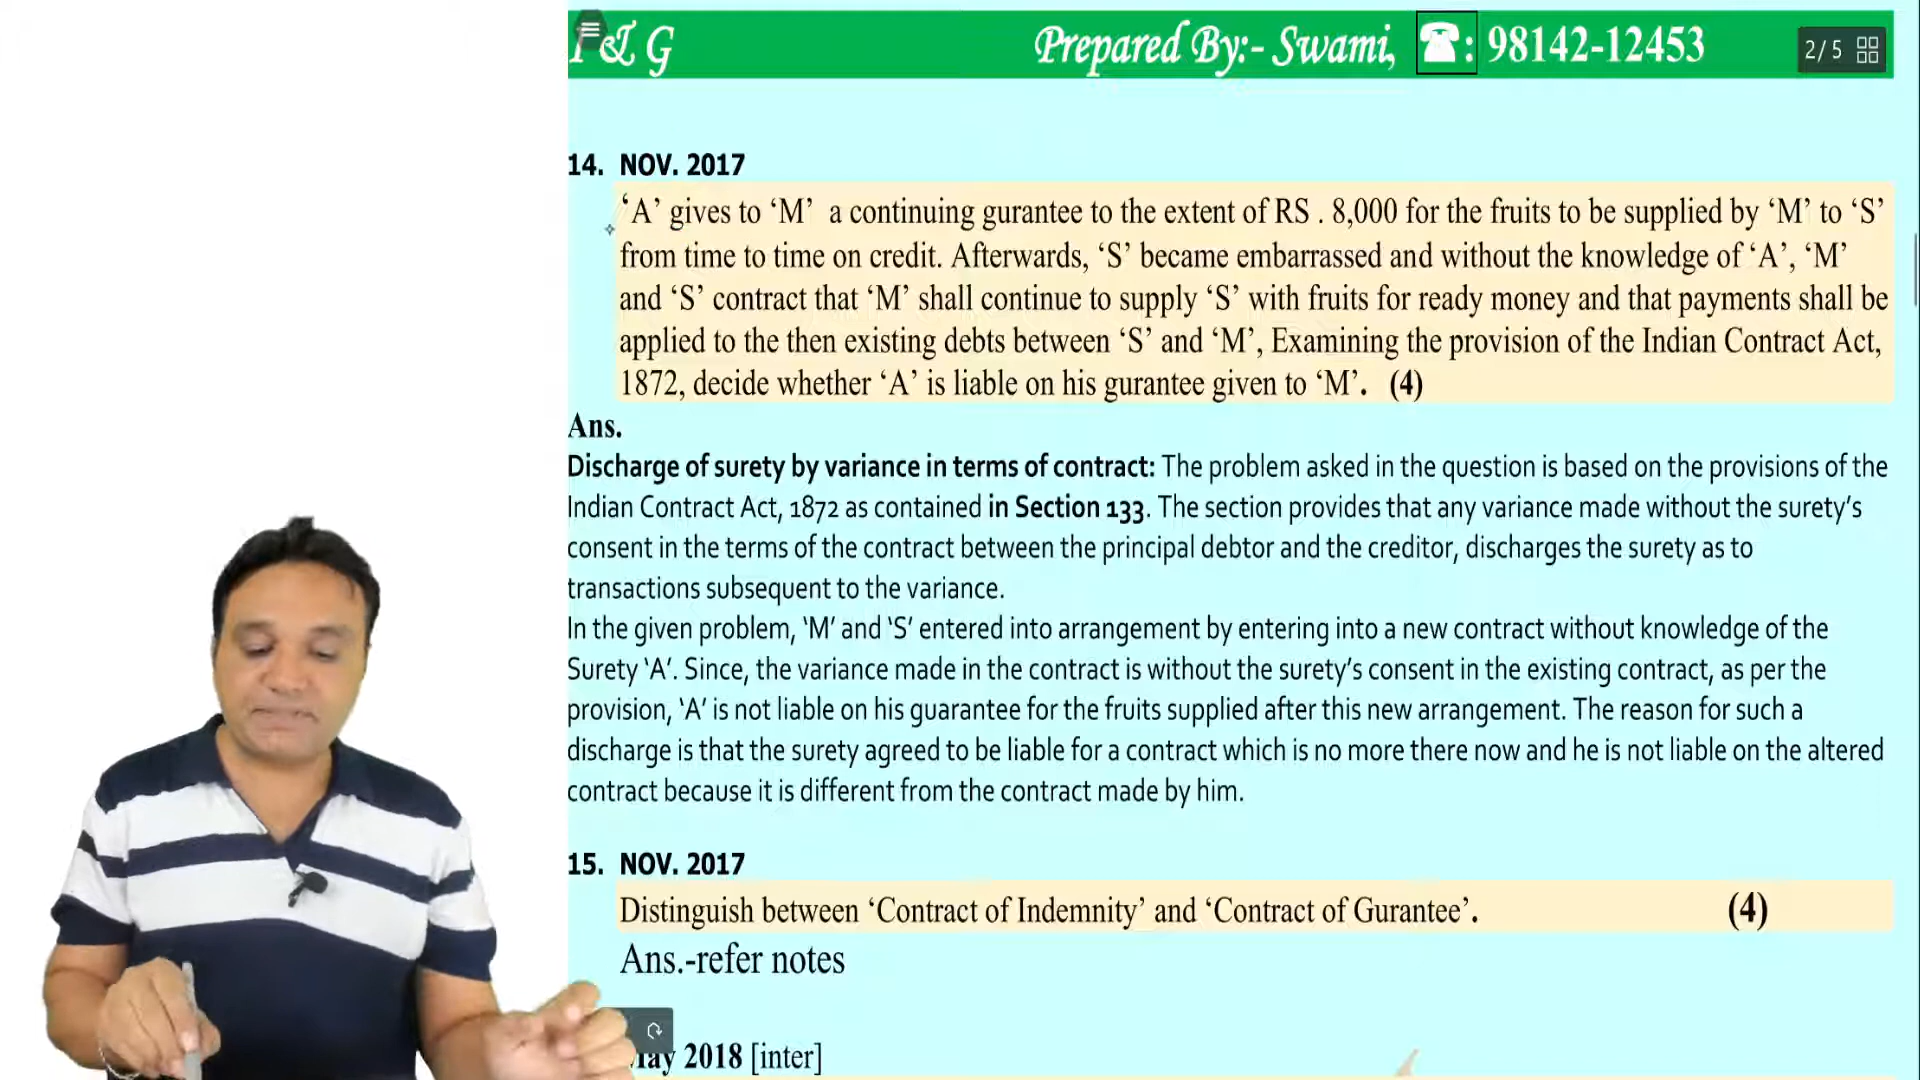 & G Prepared By:- Swami, : 98142-12453
2/5
14. NOV. 2017
‘A’ gives to ‘M’ a continuing gurantee to the extent of RS . 8,000 for the fruits to be supplied by ‘M’ to ‘S’
from time to time on credit. Afterwards, ‘S’ became embarrassed and without the knowledge of ‘A’, ‘M’
and ‘S’ contract that ‘M’ shall continue to supply ‘S’ with fruits for ready money and that payments shall be
applied to the then existing debts between ‘S’ and ‘M’, Examining the provision of the Indian Contract Act,
1872, decide whether ‘A’ is liable on his gurantee given to ‘M’. (4)
Ans.
Discharge of surety by variance in terms of contract: The problem asked in the question is based on the provisions of the
Indian Contract Act, 1872 as contained in Section 133. The section provides that any variance made without the surety’s
consent in the terms of the contract between the principal debtor and the creditor, discharges the surety as to
transactions subsequent to the variance.
In the given problem, ‘M’ and ‘S’ entered into arrangement by entering into a new contract without knowledge of the
Surety ‘A’. Since, the variance made in the contract is without the surety’s consent in the existing contract, as per the
provision, ‘A’ is not liable on his guarantee for the fruits supplied after this new arrangement. The reason for such a
discharge is that the surety agreed to be liable for a contract which is no more there now and he is not liable on the altered
contract because it is different from the contract made by him.
15. NOV. 2017
Distinguish between ‘Contract of Indemnity’ and ‘Contract of Gurantee’. (4)
Ans.-refer notes
May 2018 [inter]